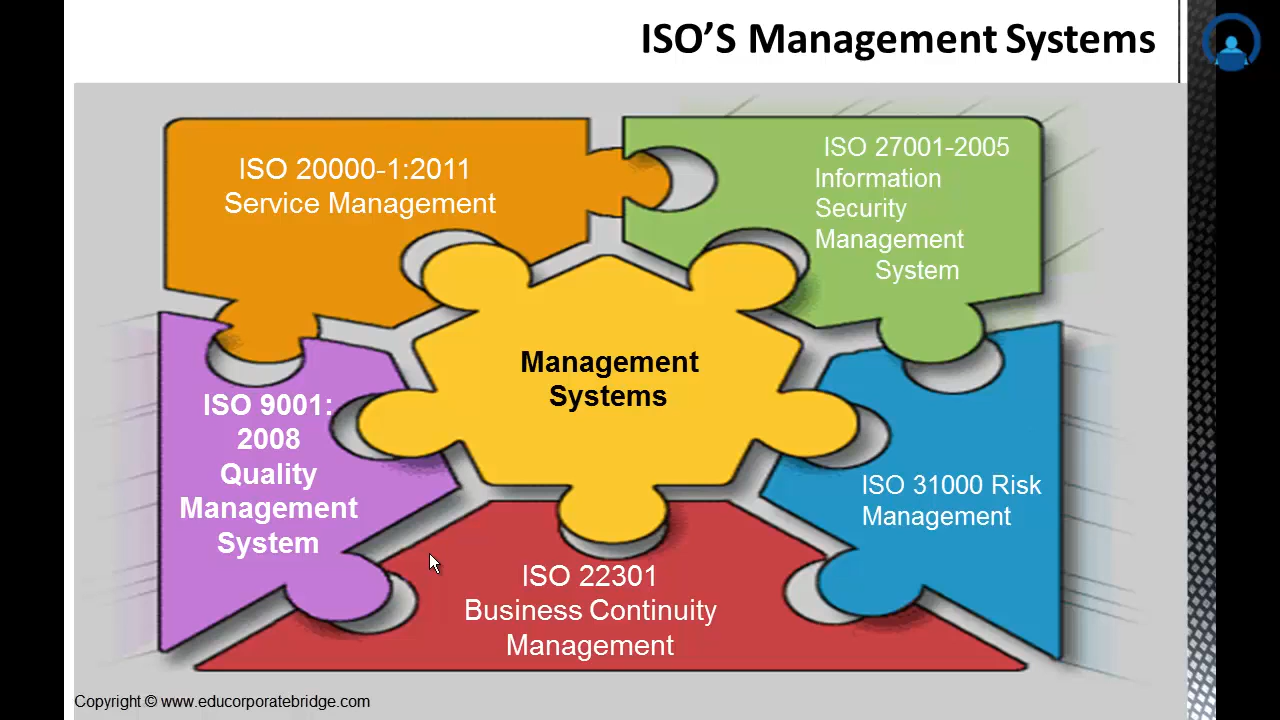 ISO'S Management Systems
ISO 20000-1:2011
Service Management
ISO 27001-2005
Information
Security
Management
System
Management
Systems
ISO 9001:
2008
Quality
Management
System
ISO 31000 Risk
Management
ISO 22301
Business Continuity
Management
Copyright © www.educorporatebridge.com